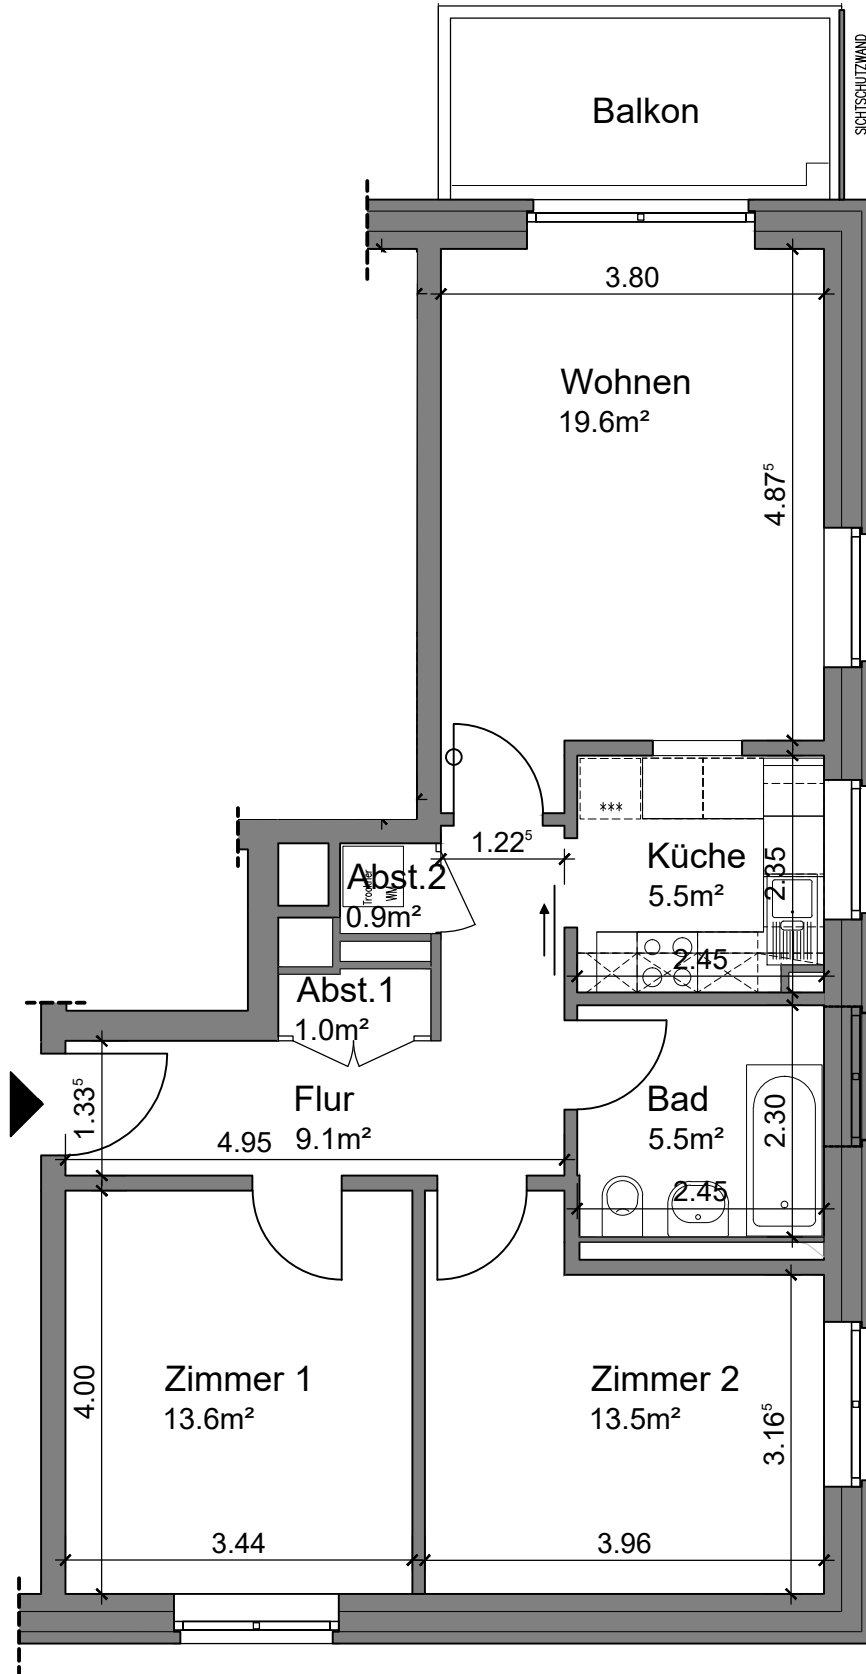 SICHTSCHUTZWAND
Balkon
3.80
Wohnen
19.6m²
4.87⁵
***
1.22⁵
Küche
5.5m²
2.35
2.45
Abst.2
0.9m²
Trockner
WM
Abst.1
1.0m²
1.33⁵
Flur
9.1m²
4.95
Bad
5.5m²
2.30
2.45
Zimmer 1
13.6m²
4.00
3.44
Zimmer 2
13.5m²
3.16⁵
3.96